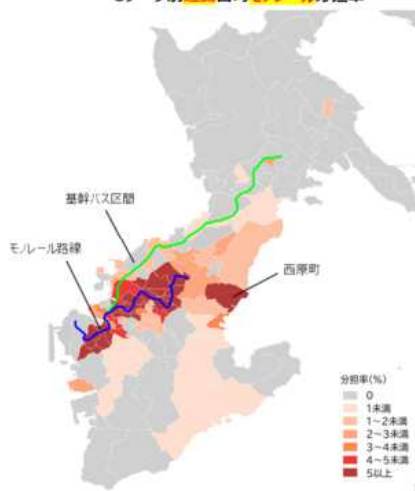 基幹バス区間
モノレール路線
西原町
分担率(%)
0
1未満
1~2未満
2~3未満
3~4未満
4~5未満
5以上